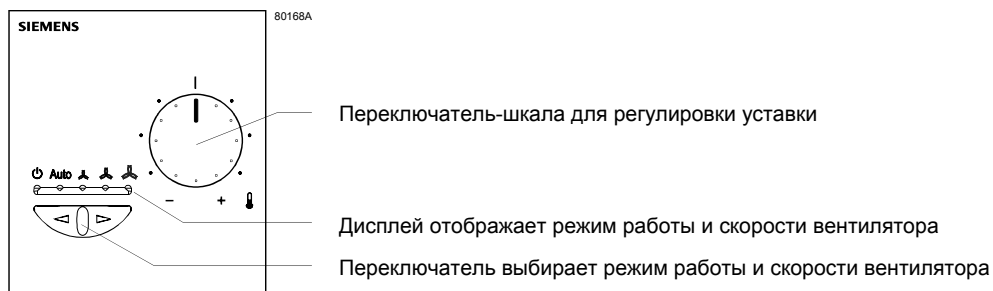 80168A
SIEMENS
Переключатель-шкала для регулировки уставки
Auto
− +
Дисплей отображает режим работы и скорости вентилятора
Переключатель выбирает режим работы и скорости вентилятора